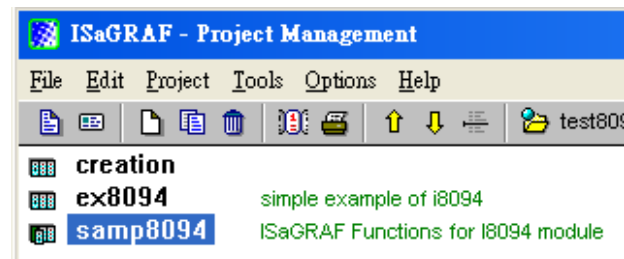 ISaGRAF - Project Management
File Edit Project Tools Options Help
test809
creation
ex8094 simple example of i8094
samp8094 ISaGRAF Functions for I8094 module